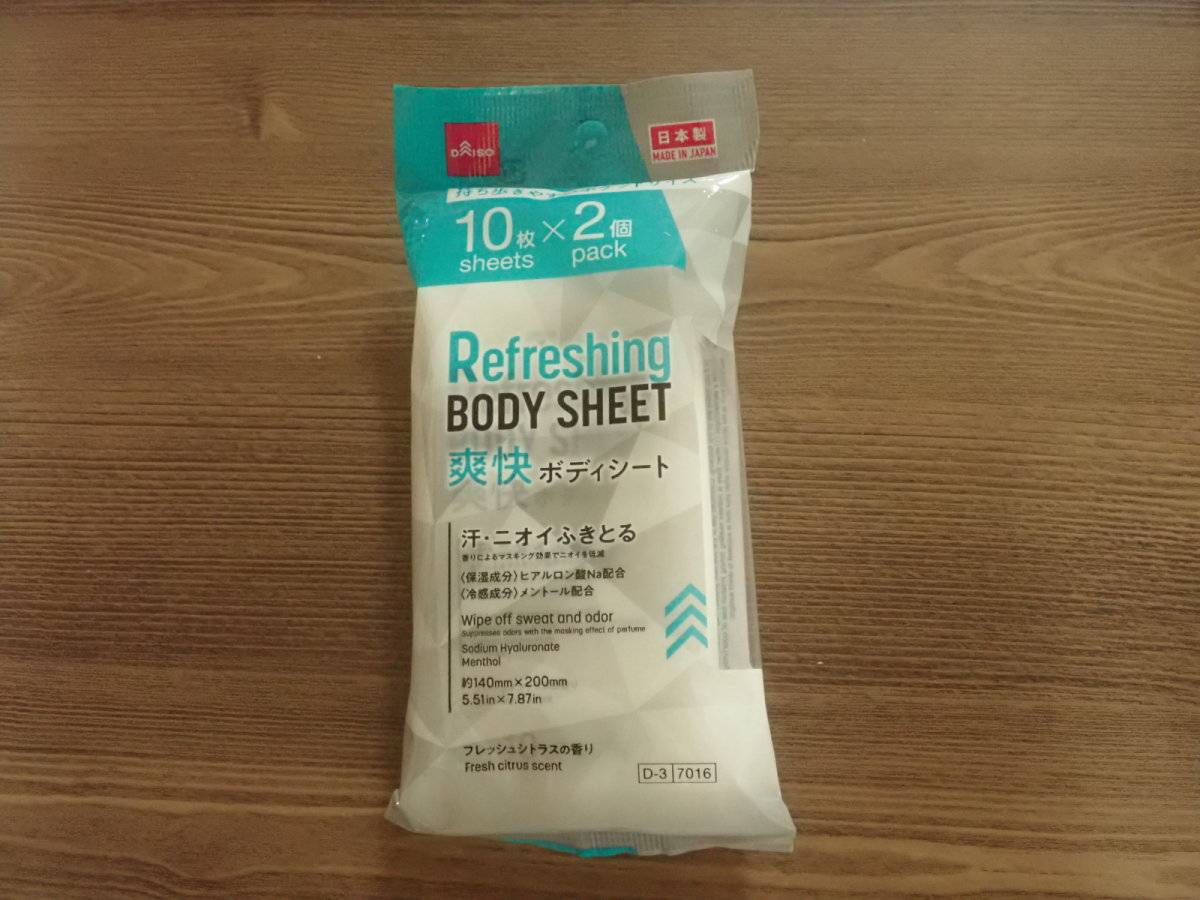 DAISO
日本製
MADE IN JAPAN
10枚×2個
sheets pack
Refreshing
BODY SHEET
爽快 ボディシート
汗・ニオイふきとる
香りによるマスキング効果でニオイを低減
〈保湿成分〉ヒアルロン酸Na配合
〈冷感成分〉メントール配合
Wipe off sweat and odor
Suppresses odors with the masking effect of perfume
Sodium Hyaluronate
Menthol
約140mm×200mm
5.51in×7.87in
フレッシュシトラスの香り
Fresh citrus scent
D-3 7016